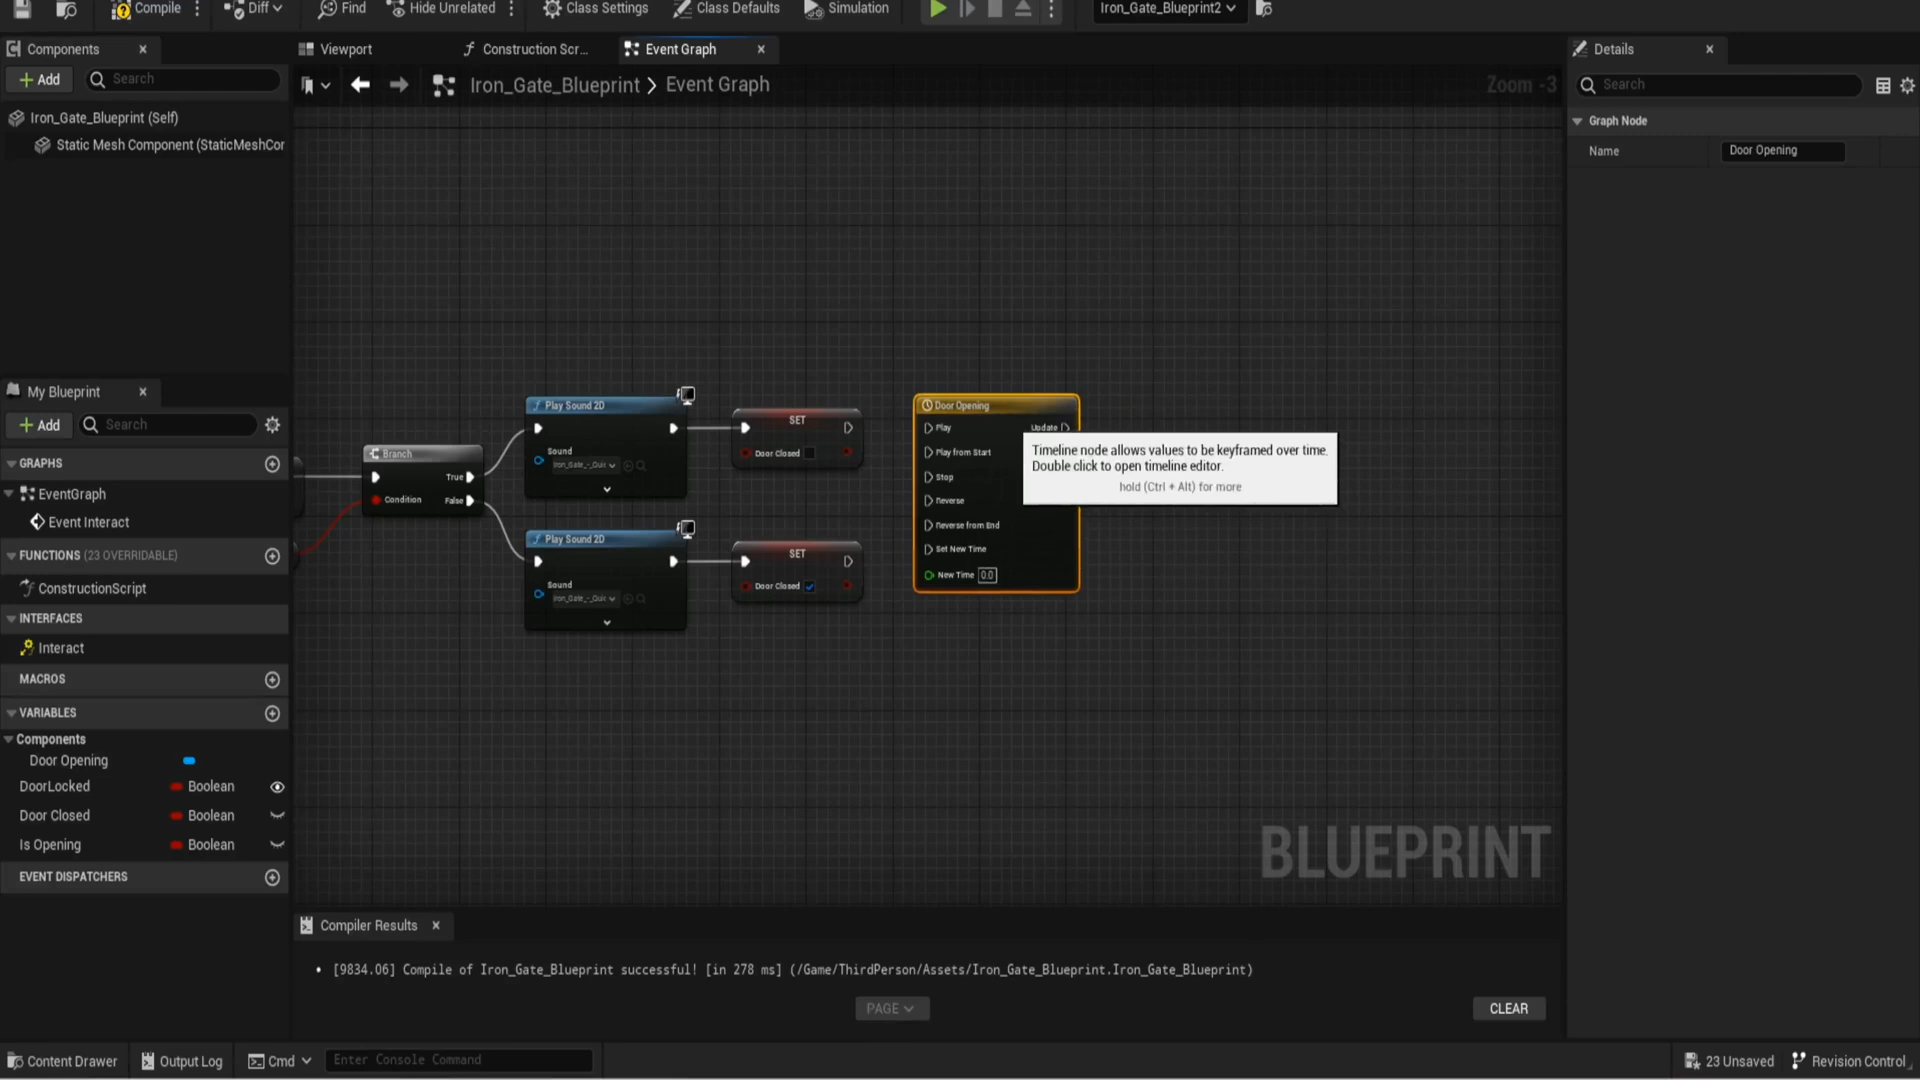 Compile
Diff
Find
Hide Unrelated
Class Settings
Class Defaults
Simulation
Iron_Gate_Blueprint2
Components
Viewport
Construction Scr...
Event Graph
Details
Add
Search
Iron_Gate_Blueprint > Event Graph
Zoom -3
Search
Iron_Gate_Blueprint (Self)
Static Mesh Component (StaticMeshCor
Graph Node
Name
Door Opening
My Blueprint
Add
Search
GRAPHS
EventGraph
Event Interact
FUNCTIONS (23 OVERRIDABLE)
ConstructionScript
INTERFACES
Interact
MACROS
VARIABLES
Components
Door Opening
DoorLocked
Boolean
Door Closed
Boolean
Is Opening
Boolean
EVENT DISPATCHERS
Branch
True
Condition
False
Play Sound 2D
Sound
SET
Door Closed
Play Sound 2D
Sound
SET
Door Closed
Door Opening
Play
Update
Play from Start
Stop
Reverse
Reverse from End
Set New Time
New Time 0.0
Timeline node allows values to be keyframed over time.
Double click to open timeline editor.
hold (Ctrl + Alt) for more
BLUEPRINT
Compiler Results
[9834.06] Compile of Iron_Gate_Blueprint successful! [in 278 ms] (/Game/ThirdPerson/Assets/Iron_Gate_Blueprint.Iron_Gate_Blueprint)
PAGE
CLEAR
Content Drawer
Output Log
Cmd
Enter Console Command
23 Unsaved
Revision Control